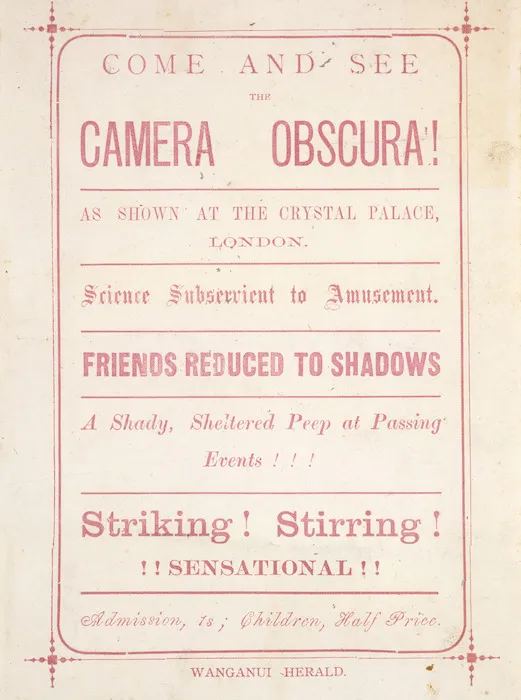 COME AND SEE
THE
CAMERA OBSCURA!
AS SHOWN AT THE CRYSTAL PALACE,
LONDON.
Science Subservient to Amusement.
FRIENDS REDUCED TO SHADOWS
A Shady, Sheltered Peep at Passing
Events ! ! !
Striking ! Stirring !
! ! SENSATIONAL ! !
Admission, 1s ; Children, Half Price.
WANGANUI HERALD.